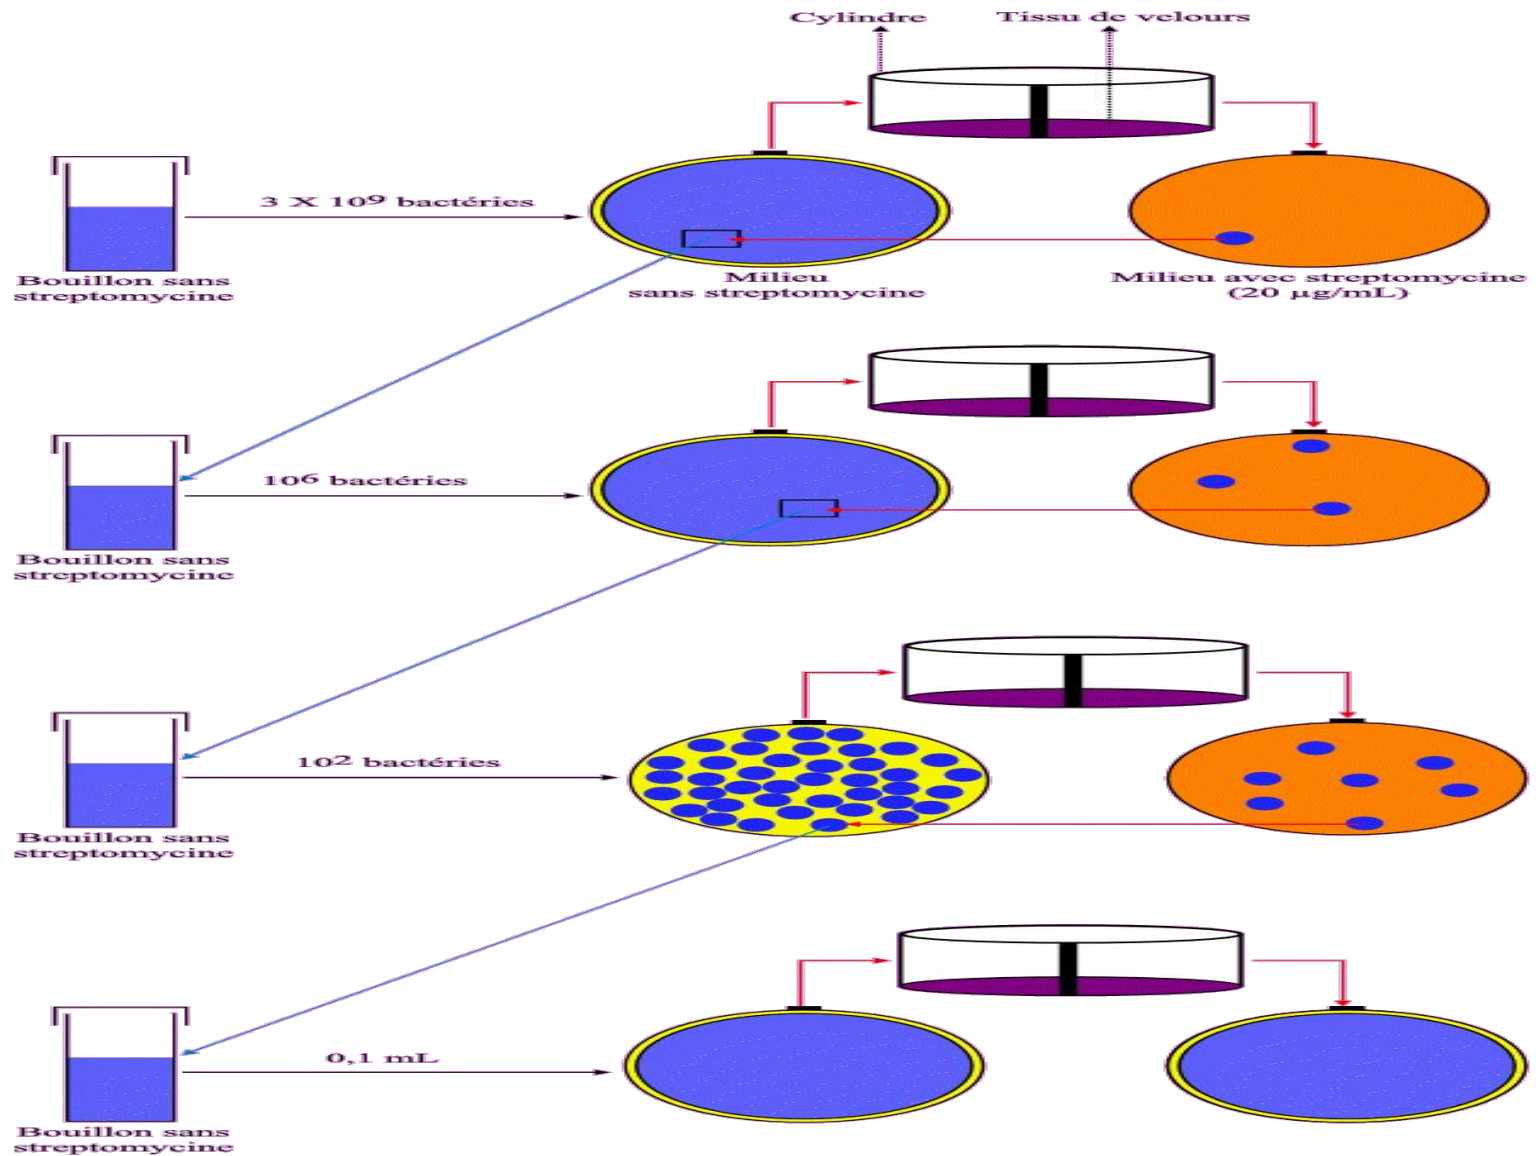 Cylindre
Tissu de velours
3 X 10⁹ bactéries
Bouillon sans
streptomycine
Milieu
sans streptomycine
Milieu avec streptomycine
(20 µg/mL)
10⁶ bactéries
Bouillon sans
streptomycine
10² bactéries
Bouillon sans
streptomycine
0,1 mL
Bouillon sans
streptomycine